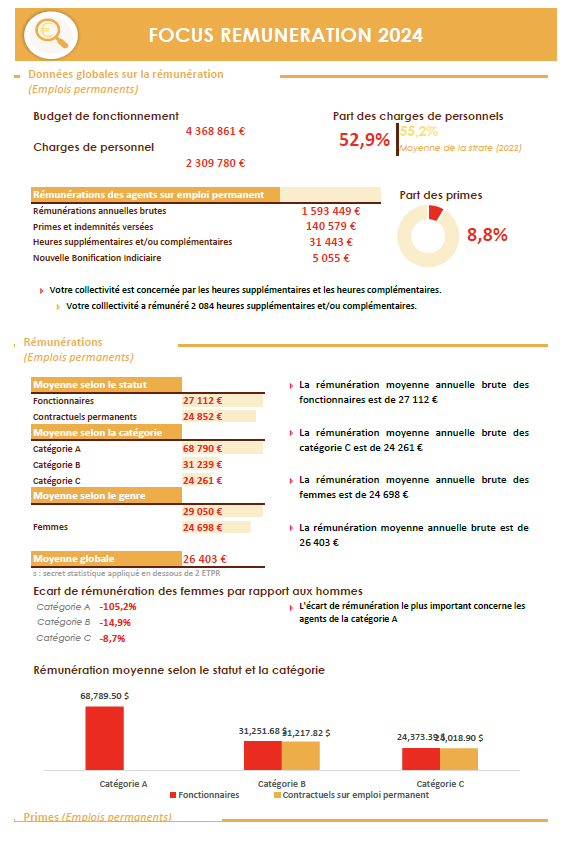 FOCUS REMUNERATION 2024
Données globales sur la rémunération
(Emplois permanents)
Budget de fonctionnement
4 368 861 €
Charges de personnel
2 309 780 €
Part des charges de personnels
52,9%
55,2%
Moyenne de la strate (2022)
Rémunérations des agents sur emploi permanent
Rémunérations annuelles brutes 1 593 449 €
Primes et indemnités versées 140 579 €
Heures supplémentaires et/ou complémentaires 31 443 €
Nouvelle Bonification Indiciaire 5 055 €
Part des primes
8,8%
Votre collectivité est concernée par les heures supplémentaires et les heures complémentaires.
Votre colllectivité a rémunéré 2 084 heures supplémentaires et/ou complémentaires.
Rémunérations
(Emplois permanents)
Moyenne selon le statut
Fonctionnaires 27 112 €
Contractuels permanents 24 852 €
Moyenne selon la catégorie
Catégorie A 68 790 €
Catégorie B 31 239 €
Catégorie C 24 261 €
Moyenne selon le genre
29 050 €
Femmes 24 698 €
Moyenne globale 26 403 €
s : secret statistique appliqué en dessous de 2 ETPR
La rémunération moyenne annuelle brute des
fonctionnaires est de 27 112 €
La rémunération moyenne annuelle brute des
catégorie C est de 24 261 €
La rémunération moyenne annuelle brute des
femmes est de 24 698 €
La rémunération moyenne annuelle brute est de
26 403 €
Ecart de rémunération des femmes par rapport aux hommes
Catégorie A -105,2%
Catégorie B -14,9%
Catégorie C -8,7%
L'écart de rémunération le plus important concerne les
agents de la catégorie A
Rémunération moyenne selon le statut et la catégorie
68,789.50 $
31,251.68 $ 31,217.82 $
24,373.39 $ 24,018.90 $
Catégorie A Catégorie B Catégorie C
Fonctionnaires Contractuels sur emploi permanent
Primes (Emplois permanents)